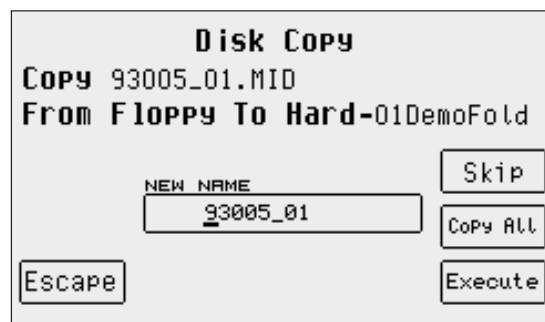 Disk Copy
Copy 93005_01.MID
From Floppy To Hard-01DemoFold
Skip
NEW NAME
93005_01
Copy All
Escape
Execute